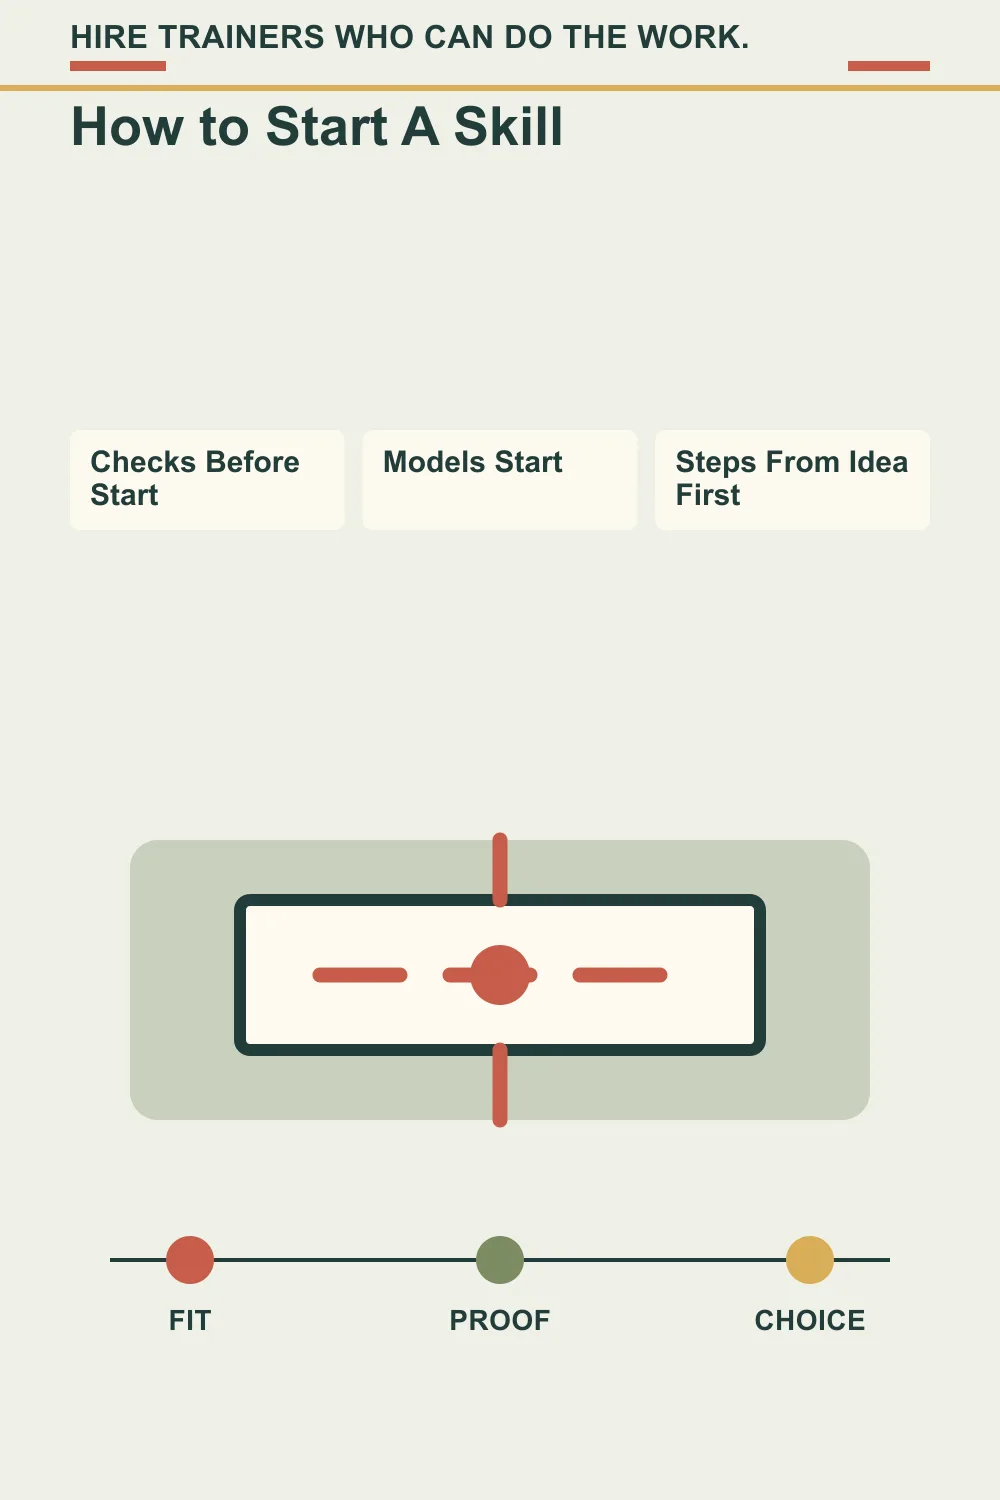 HIRE TRAINERS WHO CAN DO THE WORK.
How to Start A Skill
Checks Before
Start
Models Start
Steps From Idea
First
FIT
PROOF
CHOICE